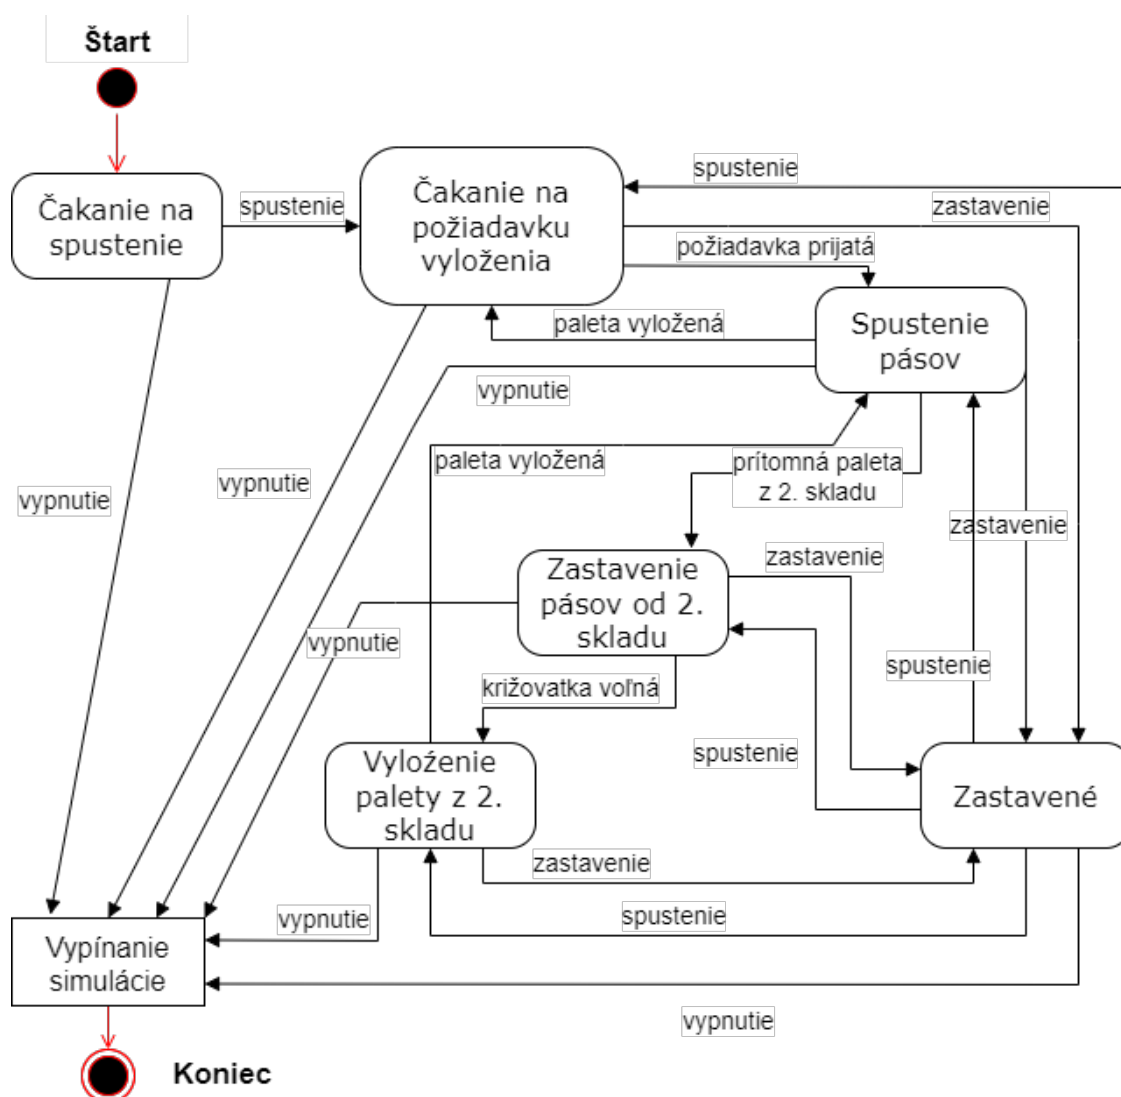 Štart
Čakanie na
spustenie
spustenie
Čakanie na
požiadavku
vyloženia
spustenie
zastavenie
požiadavka prijatá
paleta vyložená
Spustenie
pásov
vypnutie
paleta vyložená
prítomná paleta
z 2. skladu
vypnutie
vypnutie
zastavenie
Zastavenie
pásov od 2.
skladu
zastavenie
vypnutie
spustenie
križovatka voľná
spustenie
Vyloźenie
palety z 2.
skladu
Zastavené
zastavenie
vypnutie
spustenie
Vypínanie
simulácie
vypnutie
Koniec